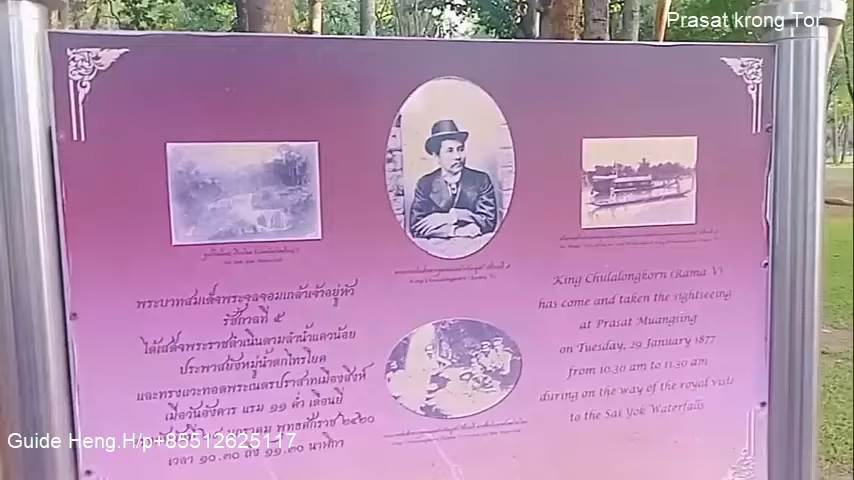 Prasat krong Tor
King Chulalongkorn (Rama V)
พระบาทสมเด็จพระจุลจอมเกล้าเจ้าอยู่หัว
รัชกาลที่ ๕
ได้เสด็จพระราชดำเนินตามลำน้ำแควน้อย
ประพาสยังหมู่น้ำตกไทรโยค
และทรงแวะทอดพระเนตรปราสาทเมืองสิงห์
เมื่อวันอังคาร แรม ๑๑ ค่ำ เดือนยี่
มกราคม พุทธศักราช ๒๔๒๐
เวลา ๑๐.๓๐ ถึง ๑๑.๓๐ นาฬิกา
King Chulalongkorn (Rama V)
has come and taken the sightseeing
at Prasat Muangsing
on Tuesday, 29 January 1877
from 10.30 am to 11.30 am
during on the way of the royal visit
to the Sai Yok Waterfalls
Guide Heng.H/p+85512625117